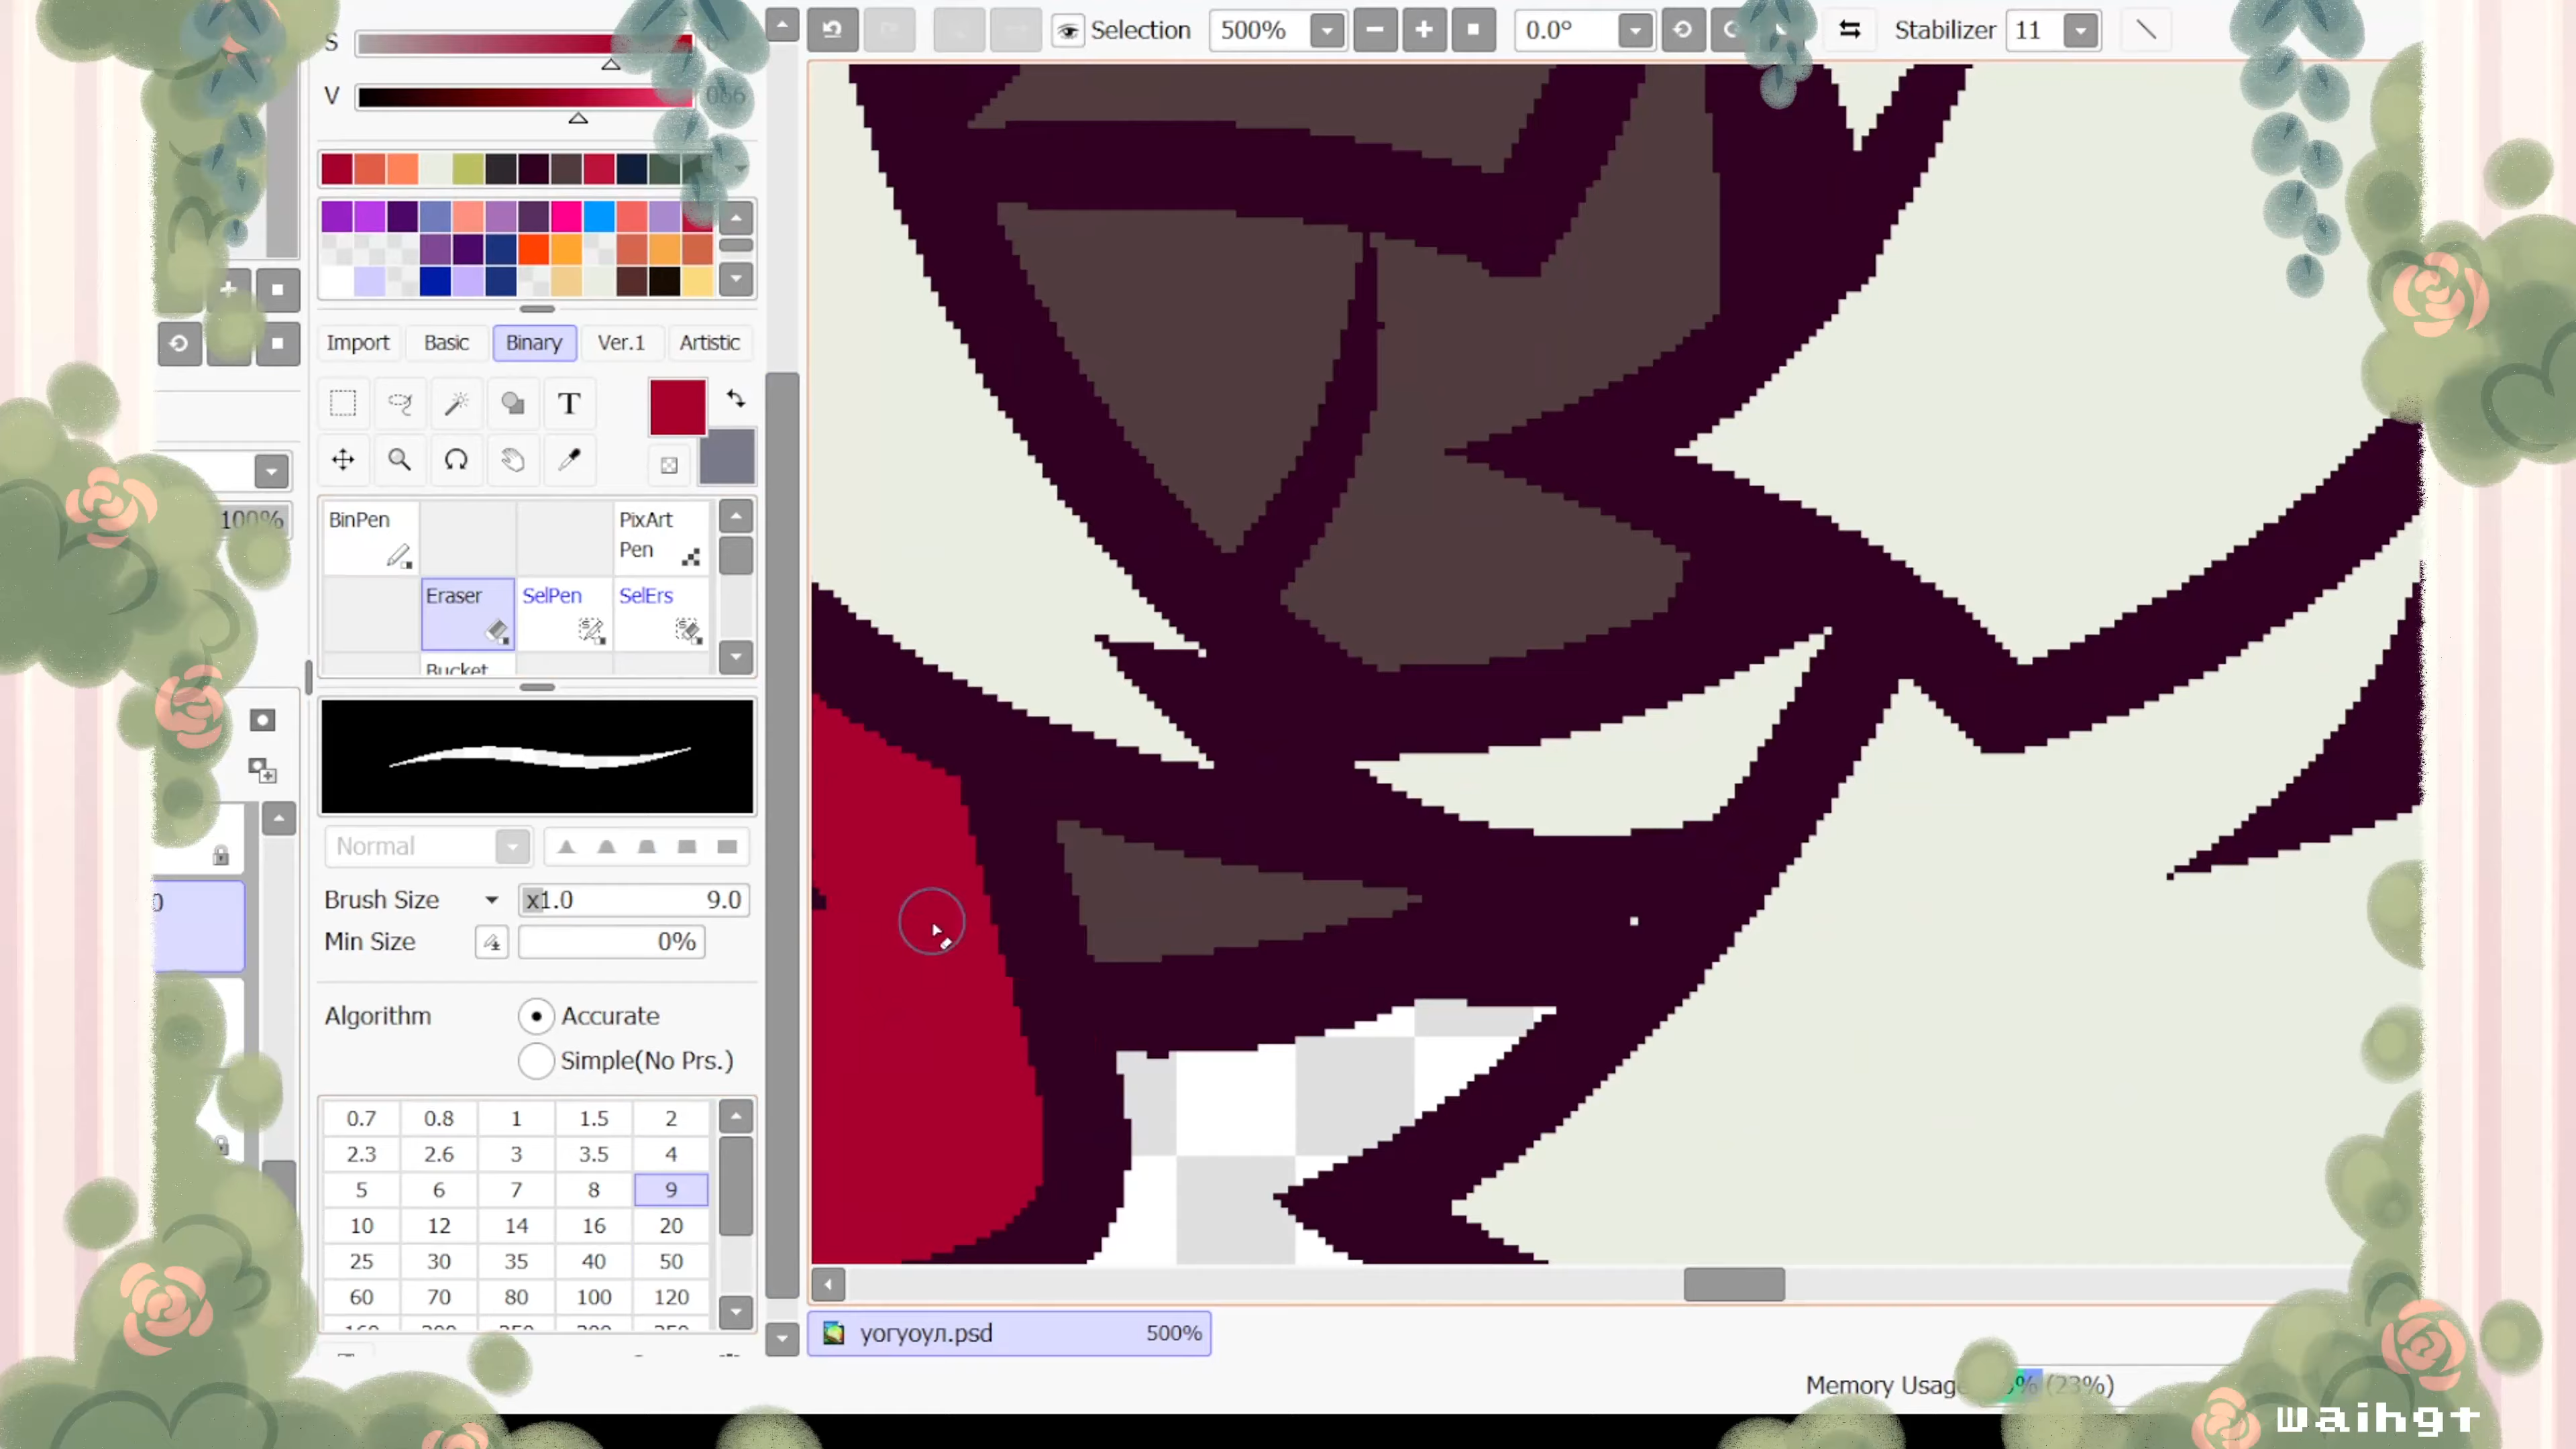 S
V
Selection 500% 0.0° Stabilizer 11
Import Basic Binary Ver.1 Artistic
T
100%
BinPen PixArt
Pen
Eraser SelPen SelErs
Bucket
Normal
Brush Size x1.0 9.0
Min Size 0%
Algorithm Accurate
Simple(No Prs.)
0.7 0.8 1 1.5 2
2.3 2.6 3 3.5 4
5 6 7 8 9
10 12 14 16 20
25 30 35 40 50
60 70 80 100 120
yoryoyл.psd 500%
(23%)
waihgt